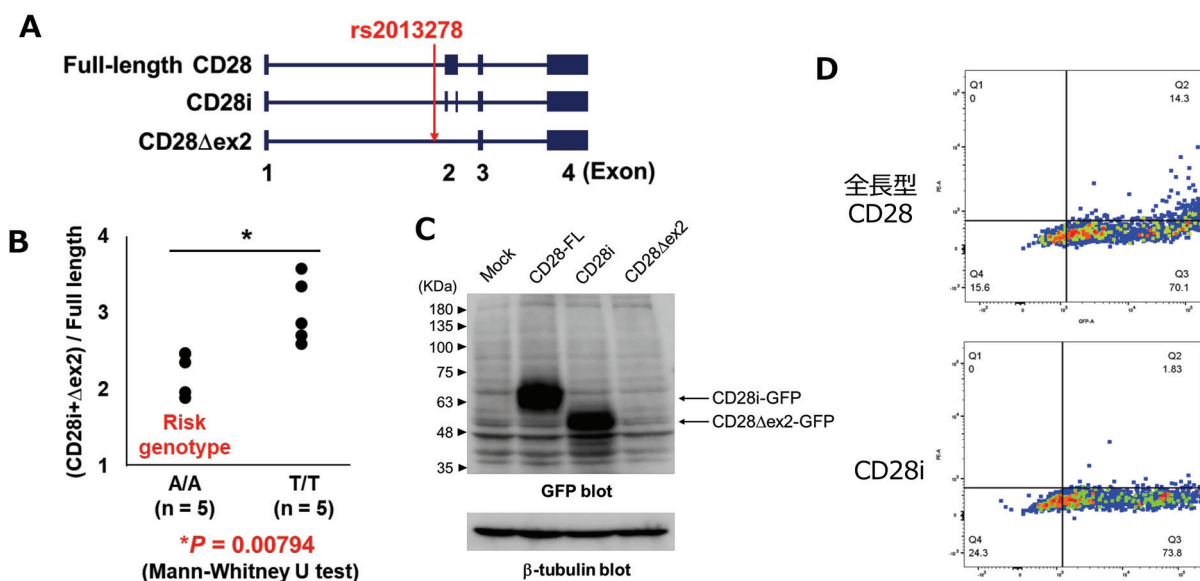 A
rs2013278
Full-length CD28
CD28i
CD28Δex2
1 2 3 4 (Exon)
B
(CD28i+Δex2) / Full length
4
3
2
1
*
Risk
genotype
A/A
(n = 5)
T/T
(n = 5)
*P = 0.00794
(Mann-Whitney U test)
C
Mock
CD28-FL
CD28i
CD28Δex2
(KDa)
180
135
100
75
63
48
35
CD28i-GFP
CD28Δex2-GFP
GFP blot
β-tubulin blot
D
全長型
CD28
Q1
0
Q2
14.3
Q4
15.6
Q3
70.1
PE-A
GFP-A
CD28i
Q1
0
Q2
1.83
Q4
24.3
Q3
73.8
PE-A